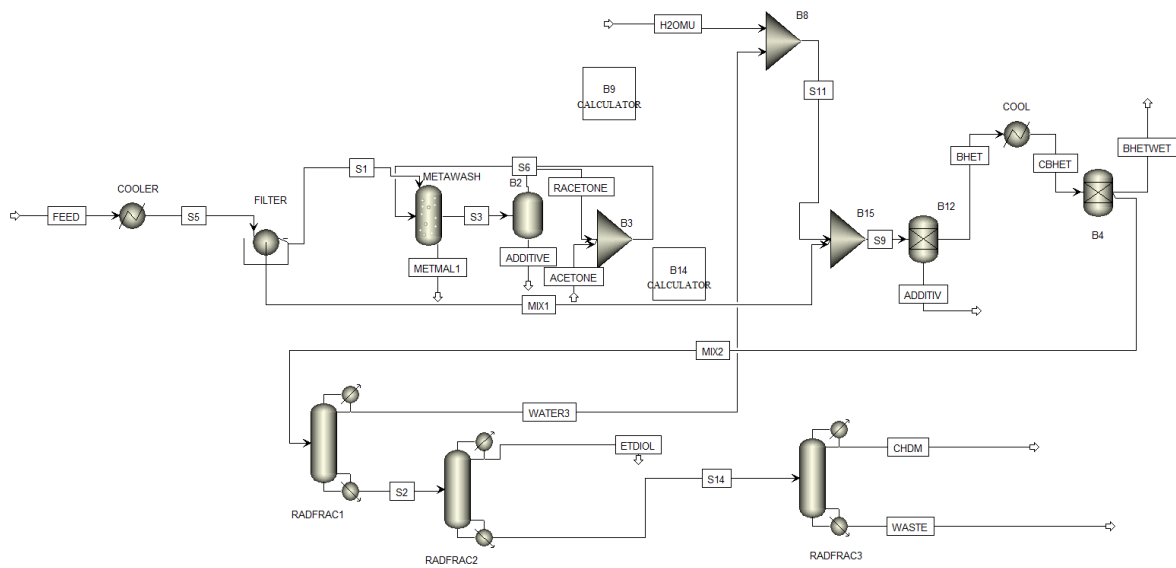 B8
H2OMU
B9
CALCULATOR
S11
COOL
BHETWET
BHET
CBHET
S1
S6
METAWASH
B2
RACETONE
COOLER
FILTER
FEED
S5
S3
B3
B15
S9
B12
B4
METMAL1
ADDITIVE
ACETONE
B14
CALCULATOR
ADDITIV
MIX1
MIX2
WATER3
ETDIOL
CHDM
S2
S14
RADFRAC1
WASTE
RADFRAC2
RADFRAC3